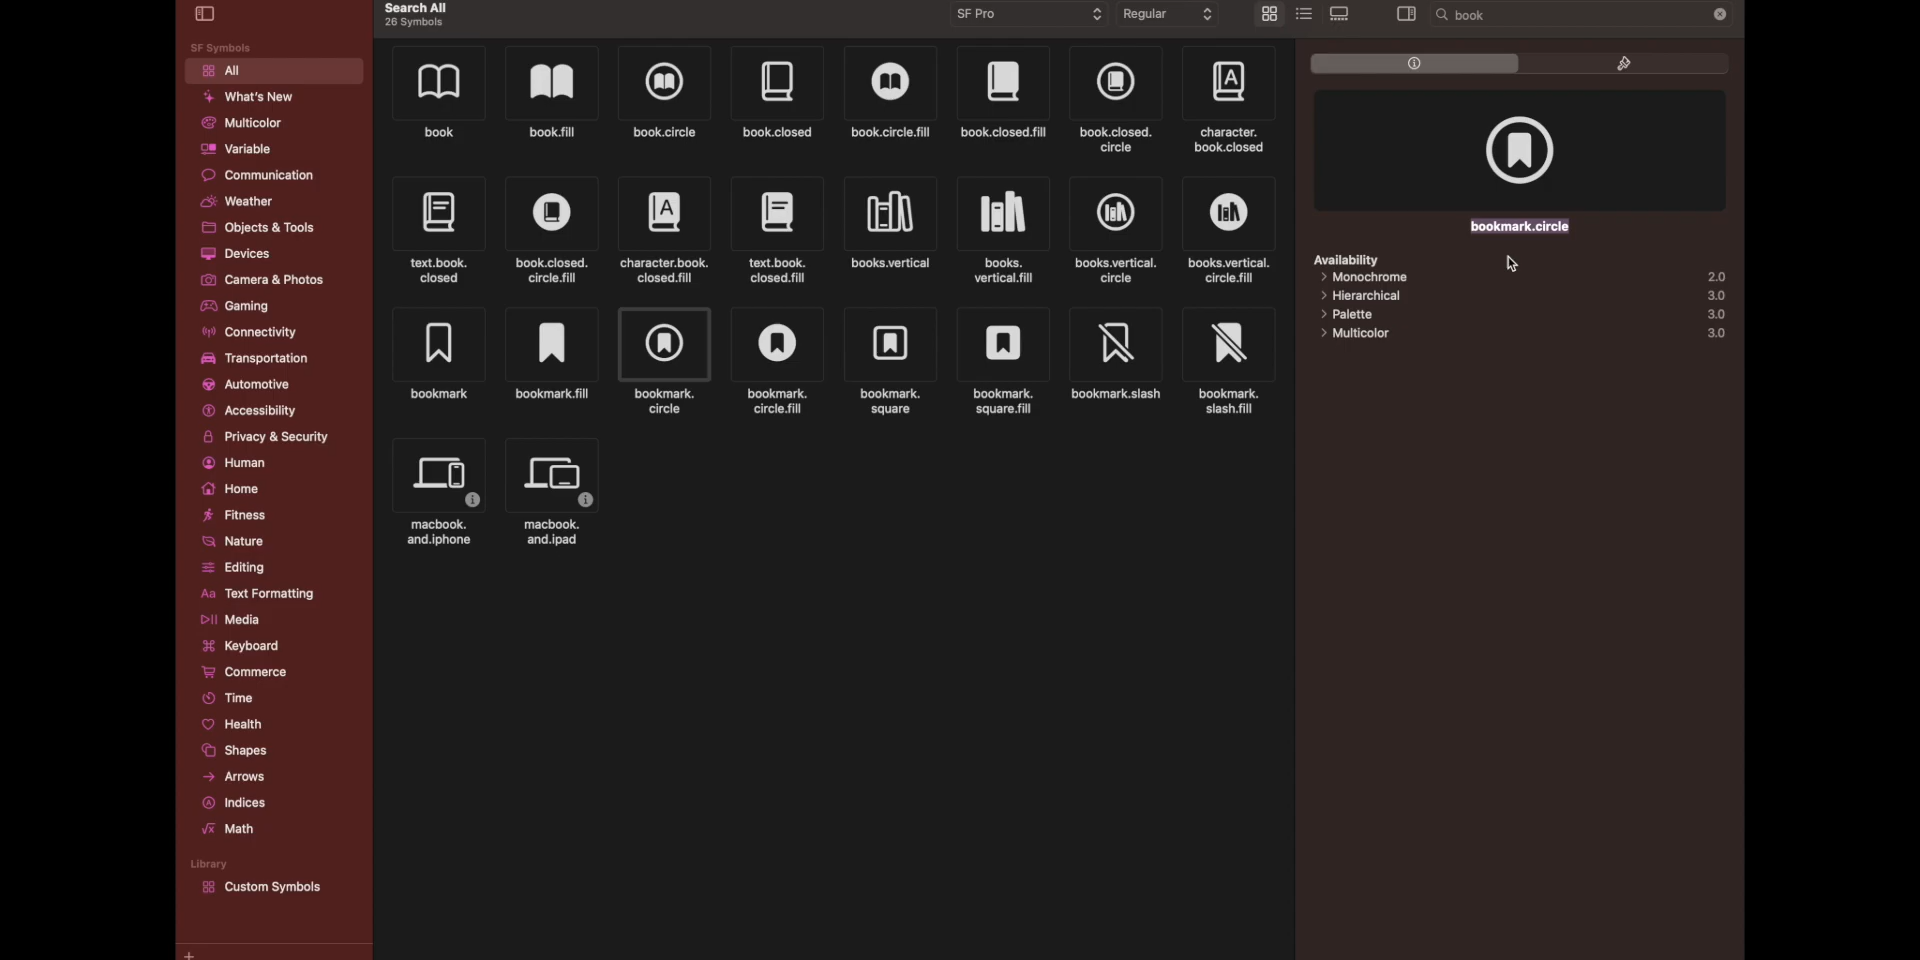 Search All
26 Symbols
SF Pro
Regular
book
SF Symbols
All
What's New
Multicolor
Variable
Communication
Weather
Objects & Tools
Devices
Camera & Photos
Gaming
Connectivity
Transportation
Automotive
Accessibility
Privacy & Security
Human
Home
Fitness
Nature
Editing
Aa Text Formatting
Media
Keyboard
Commerce
Time
Health
Shapes
Arrows
Indices
Math
Library
Custom Symbols
book
book.fill
book.circle
book.closed
book.circle.fill
book.closed.fill
book.closed.
circle
A
character.
book.closed
text.book.
closed
book.closed.
circle.fill
A
character.book.
closed.fill
text.book.
closed.fill
books.vertical
books.
vertical.fill
books.vertical.
circle
books.vertical.
circle.fill
bookmark
bookmark.fill
bookmark.
circle
bookmark.
circle.fill
bookmark.
square
bookmark.
square.fill
bookmark.slash
bookmark.
slash.fill
macbook.
and.iphone
macbook.
and.ipad
bookmark.circle
Availability
Monochrome 2.0
Hierarchical 3.0
Palette 3.0
Multicolor 3.0